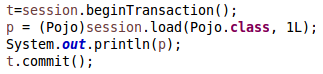 t=session.beginTransaction();
p = (Pojo)session.load(Pojo.class, 1L);
System.out.println(p);
t.commit();